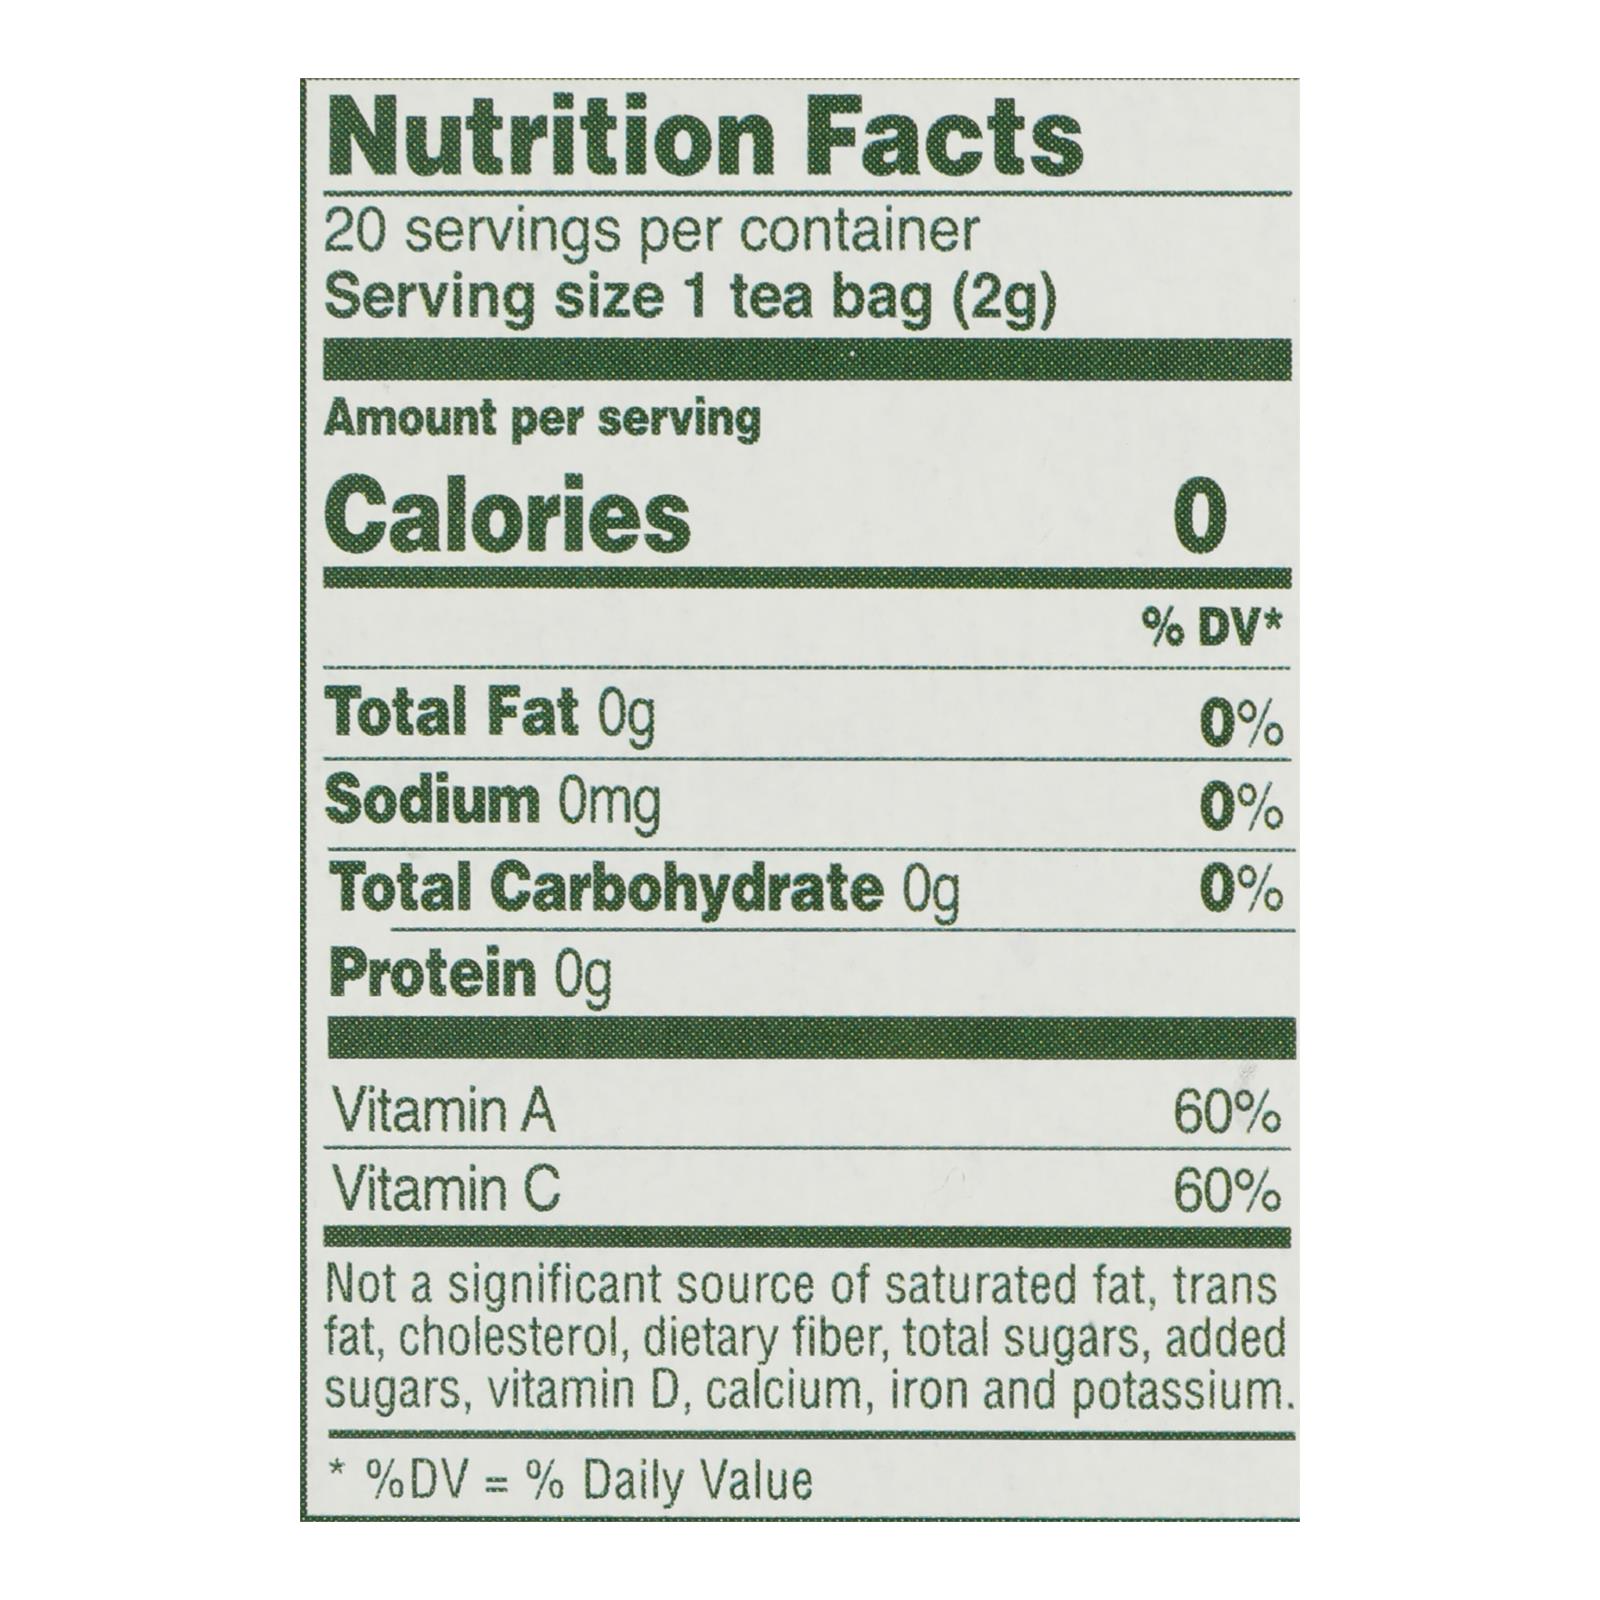 Nutrition Facts
20 servings per container
Serving size 1 tea bag (2g)
Amount per serving
Calories 0
% DV*
Total Fat 0g 0%
Sodium 0mg 0%
Total Carbohydrate 0g 0%
Protein 0g
Vitamin A 60%
Vitamin C 60%
Not a significant source of saturated fat, trans
fat, cholesterol, dietary fiber, total sugars, added
sugars, vitamin D, calcium, iron and potassium.
* %DV = % Daily Value